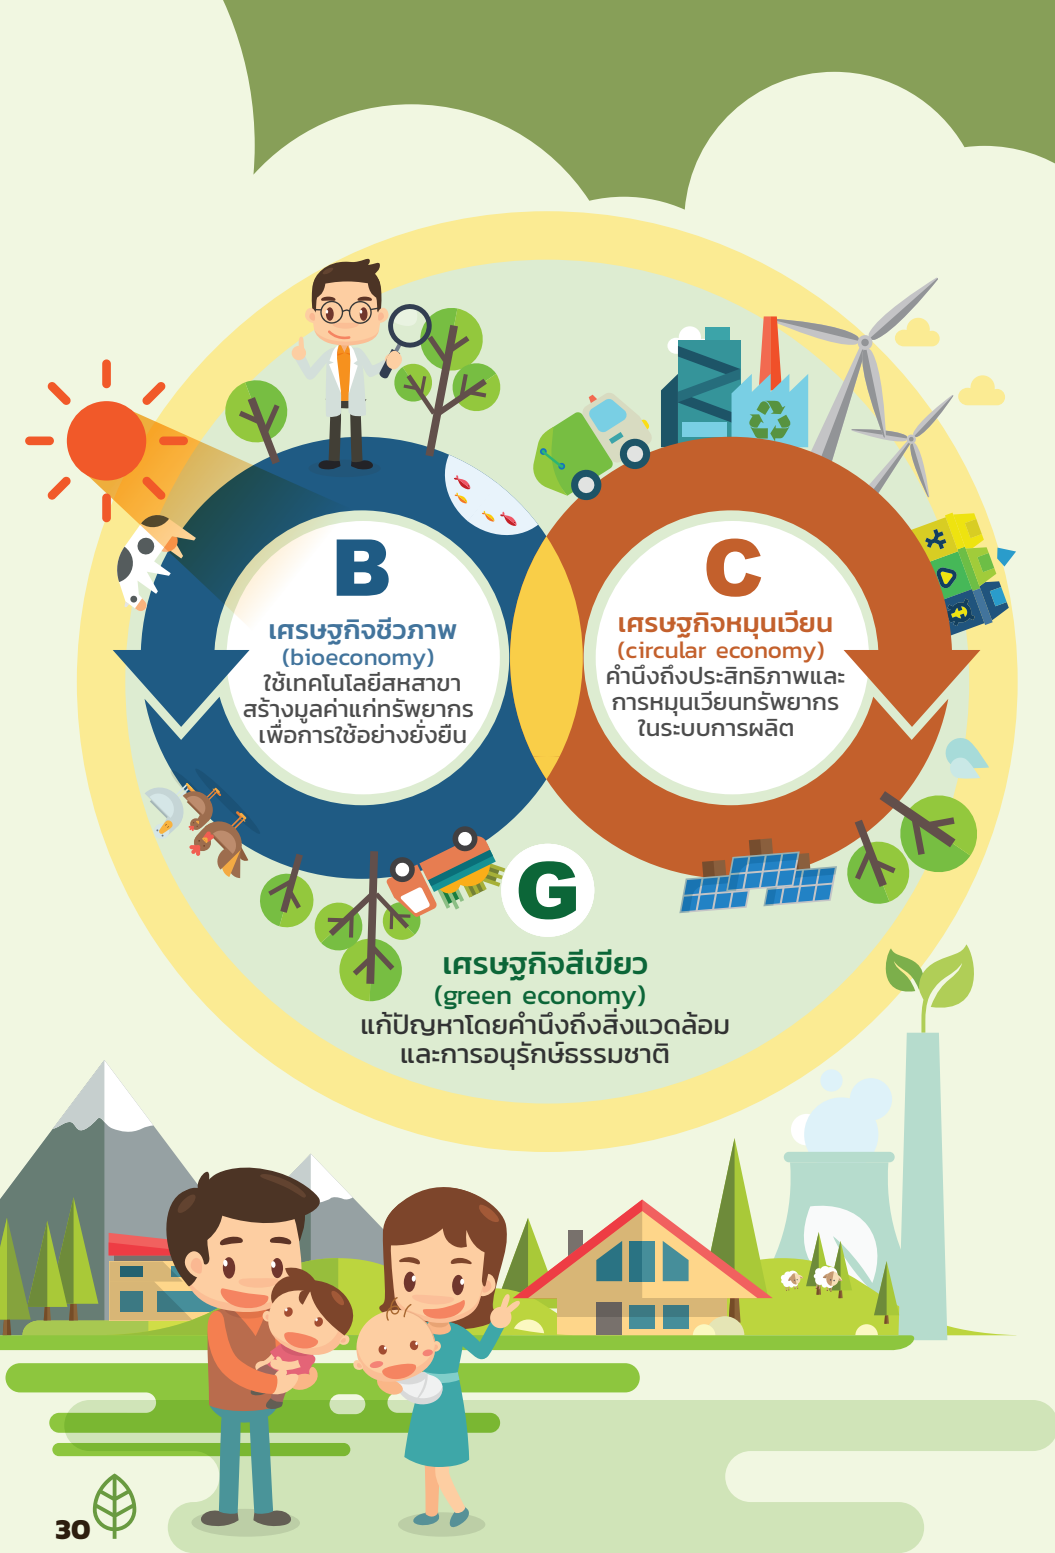 B
เศรษฐกิจชีวภาพ
(bioeconomy)
ใช้เทคโนโลยีสหสาขา
สร้างมูลค่าแก่ทรัพยากร
เพื่อการใช้อย่างยั่งยืน
C
เศรษฐกิจหมุนเวียน
(circular economy)
คำนึงถึงประสิทธิภาพและ
การหมุนเวียนทรัพยากร
ในระบบการผลิต
G
เศรษฐกิจสีเขียว
(green economy)
แก้ปัญหาโดยคำนึงถึงสิ่งแวดล้อม
และการอนุรักษ์ธรรมชาติ
30